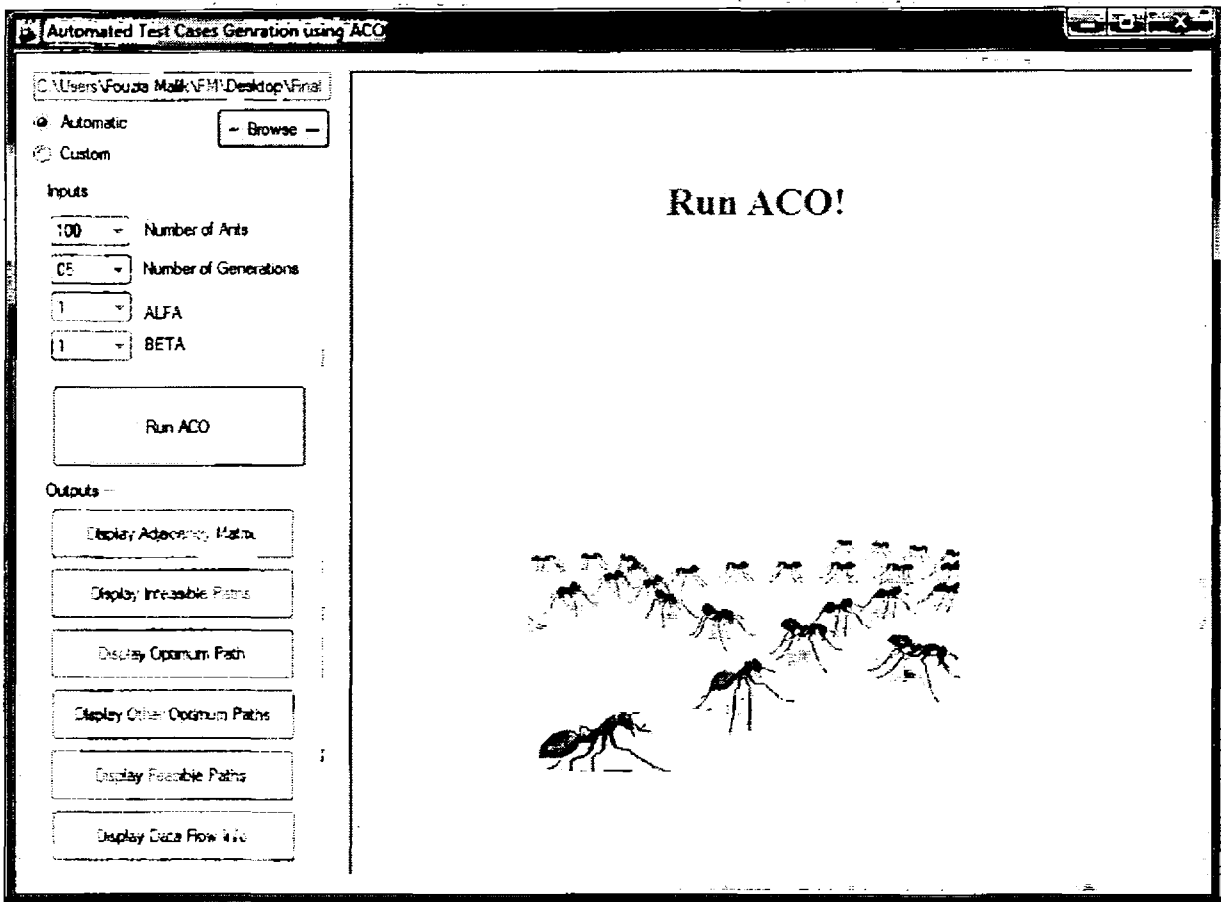 Automated Test Cases Genration using ACO
C:\Users\Fouzia Malik\FM\Desktop\Final
Automatic
Browse
Custom
Inputs
100 Number of Ants
05 Number of Generations
1 ALFA
1 BETA
Run ACO
Outputs
Display Adjacency Matrix
Display Infeasible Paths
Display Optimum Path
Display Other Optimum Paths
Display Feasible Paths
Display Data Flow Info
Run ACO!